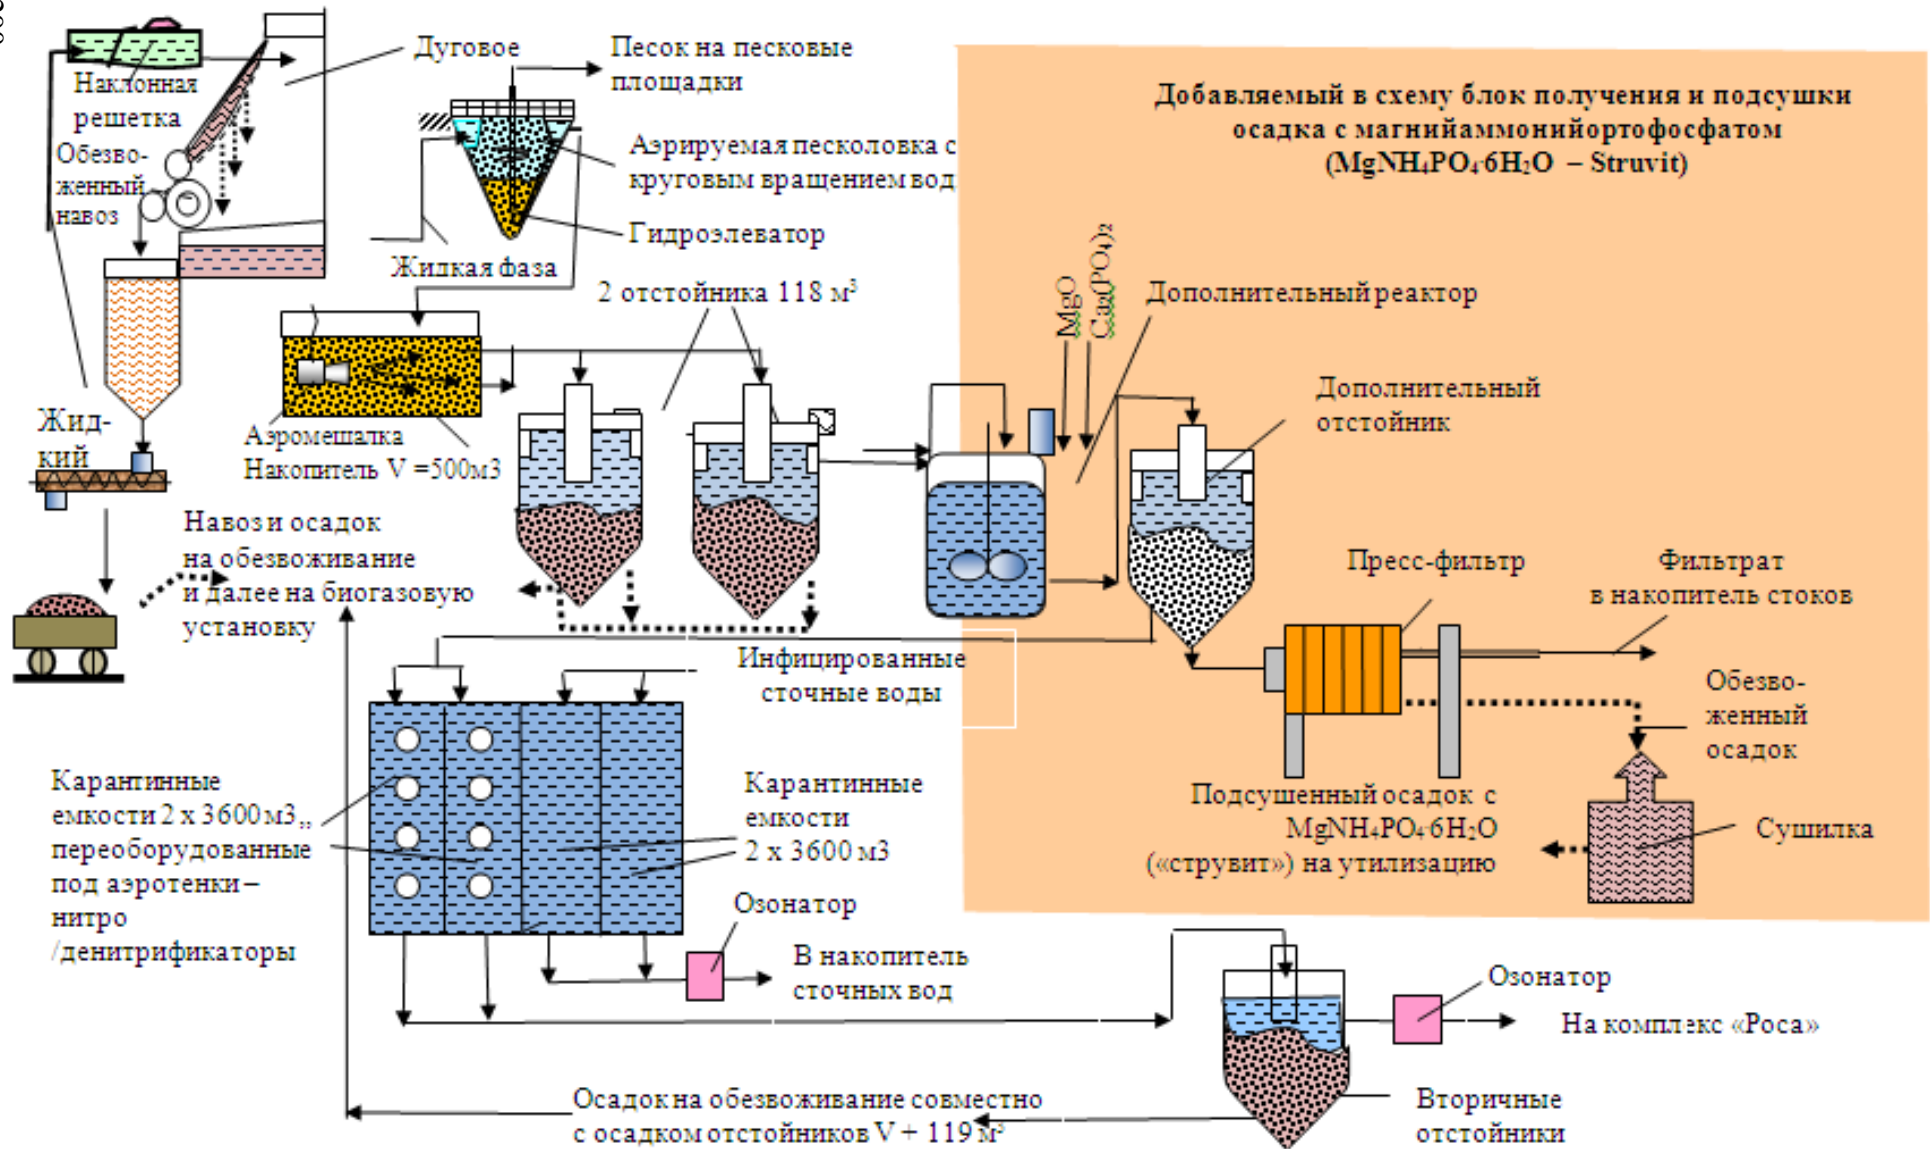 Дуговое
Песок на песковые
площадки
Наклонная
решетка
Обезво-
женный
навоз
Аэрируемая песколовка с
круговым вращением вод
Гидроэлеватор
Жидкая фаза
2 отстойника 118 м³
Добавляемый в схему блок получения и подсушки
осадка с магнийаммонийортофосфатом
(MgNH₄PO₄·6H₂O – Struvit)
MgO
Ca₃(PO₄)₂
Дополнительный реактор
Дополнительный
отстойник
Жид-
кий
Аэромешалка
Накопитель V =500м3
Навоз и осадок
на обезвоживание
и далее на биогазовую
установку
Пресс-фильтр
Фильтрат
в накопитель стоков
Инфицированные
сточные воды
Обезво-
женный
осадок
Карантинные
емкости 2 х 3600 м3,,
переоборудованные
под аэротенки –
нитро
/денитрификаторы
Карантинные
емкости
2 х 3600 м3
Подсушенный осадок с
MgNH₄PO₄·6H₂O
(«струвит») на утилизацию
Сушилка
Озонатор
В накопитель
сточных вод
Озонатор
На комплекс «Роса»
Осадок на обезвоживание совместно
с осадком отстойников V + 119 м³
Вторичные
отстойники